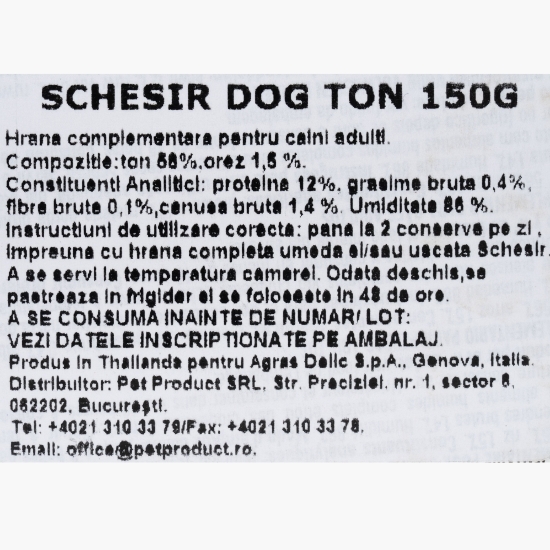 SCHESIR DOG TON 150G
Hrana complementara pentru caini adulti.
Compozitie:ton 58%.orez 1,5 %.
Constituenti Analitici: proteina 12%, grasime bruta 0,4%,
fibre brute 0,1%,cenusa bruta 1,4 %. Umiditate 86 %.
Instructiuni de utilizare corecta: pana la 2 conserve pe zi ,
impreuna cu hrana completa umeda si/sau uscata Schesir.
A se servi la temperatura camerei. Odata deschis,se
pastreaza in frigider si se foloseste in 48 de ore.
A SE CONSUMA INAINTE DE NUMAR/ LOT:
VEZI DATELE INSCRIPTIONATE PE AMBALAJ.
Produs in Thailanda pentru Agras Delic S.p.A., Genova, Italia.
Distribuitor: Pet Product SRL, Str. Preciziei, nr. 1, sector 6,
062202, Bucureşti.
Tel: +4021 310 33 79/Fax: +4021 310 33 78,
Email: office@petproduct.ro.